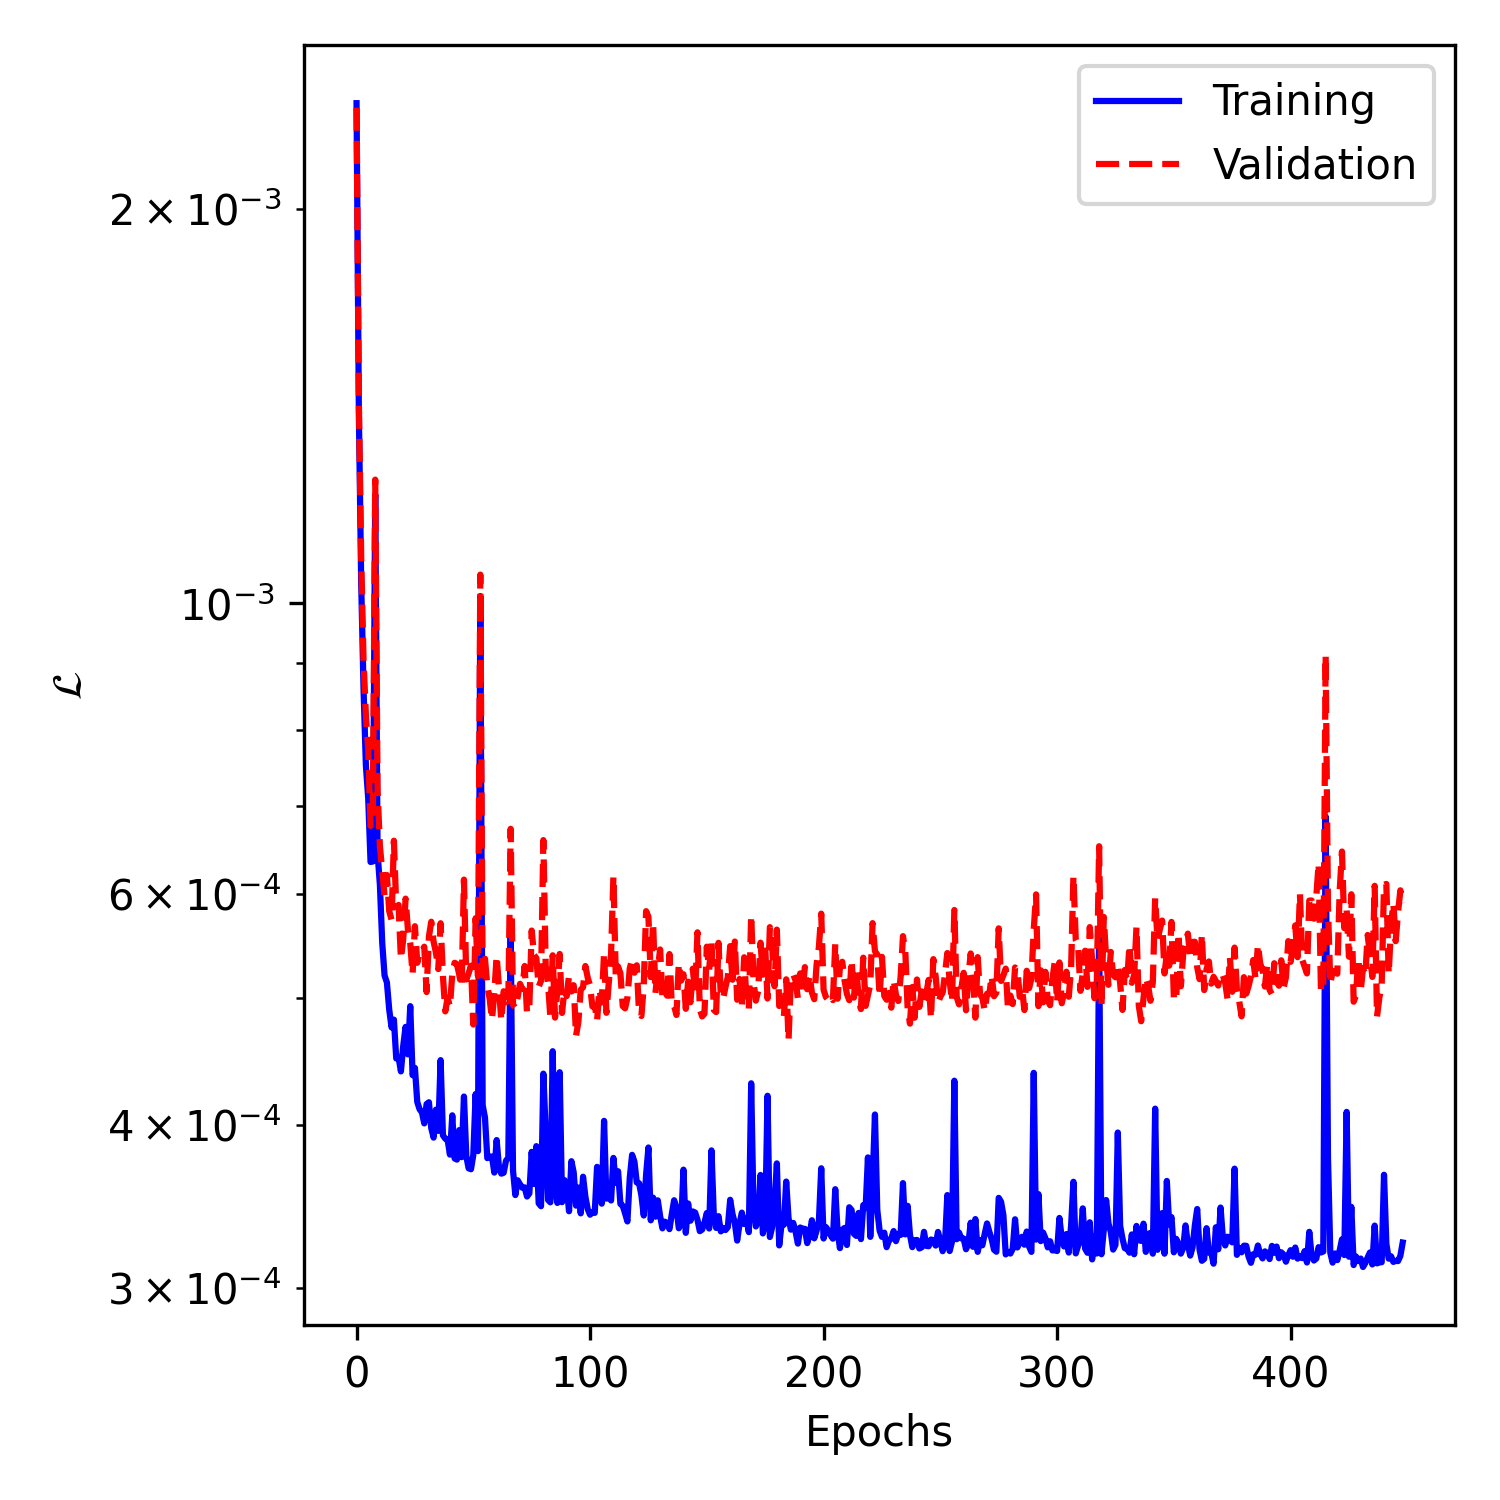 Training
Validation
2 × 10⁻³
10⁻³
6 × 10⁻⁴
4 × 10⁻⁴
3 × 10⁻⁴
ℒ
0 100 200 300 400
Epochs